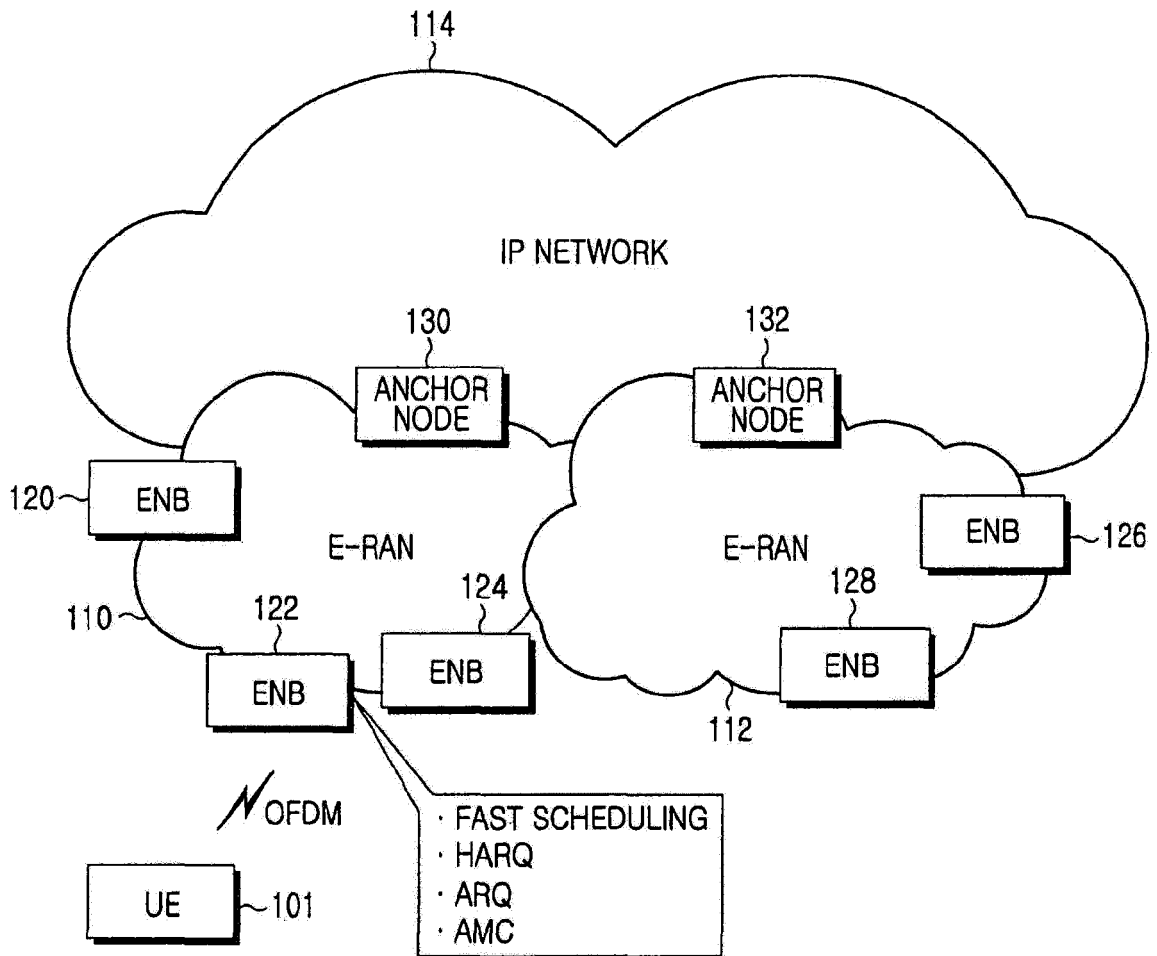 114
IP NETWORK
130
132
ANCHOR
NODE
ANCHOR
NODE
120
ENB
ENB
126
E-RAN
E-RAN
124
128
110
122
ENB
ENB
ENB
112
OFDM
· FAST SCHEDULING
· HARQ
· ARQ
· AMC
UE
101